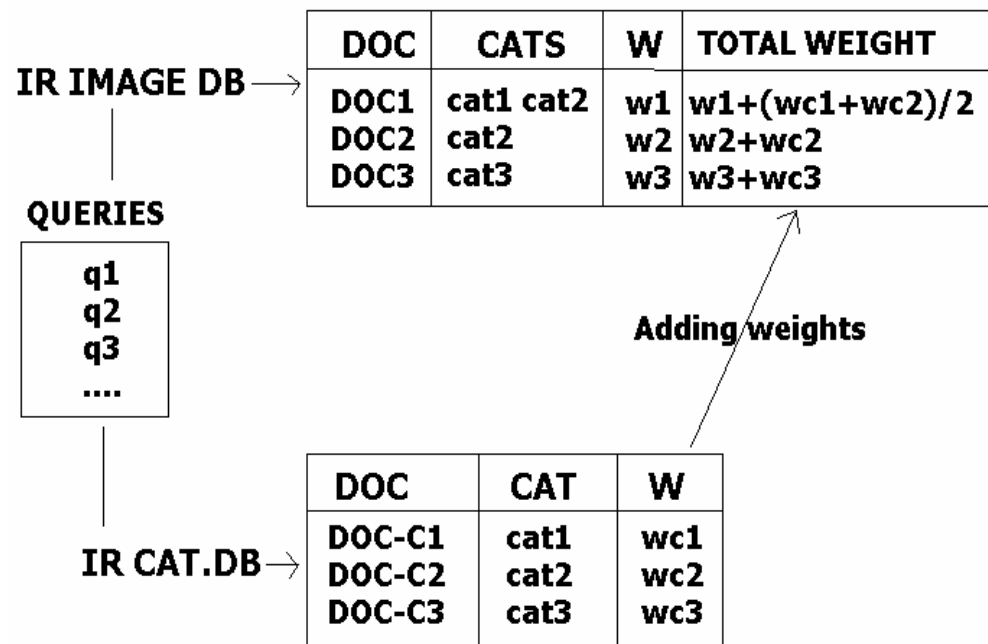 DOC CATS W TOTAL WEIGHT
IR IMAGE DB
DOC1 cat1 cat2 w1 w1+(wc1+wc2)/2
DOC2 cat2 w2 w2+wc2
DOC3 cat3 w3 w3+wc3
QUERIES
q1
q2
q3
....
Adding weights
DOC CAT W
IR CAT.DB
DOC-C1 cat1 wc1
DOC-C2 cat2 wc2
DOC-C3 cat3 wc3